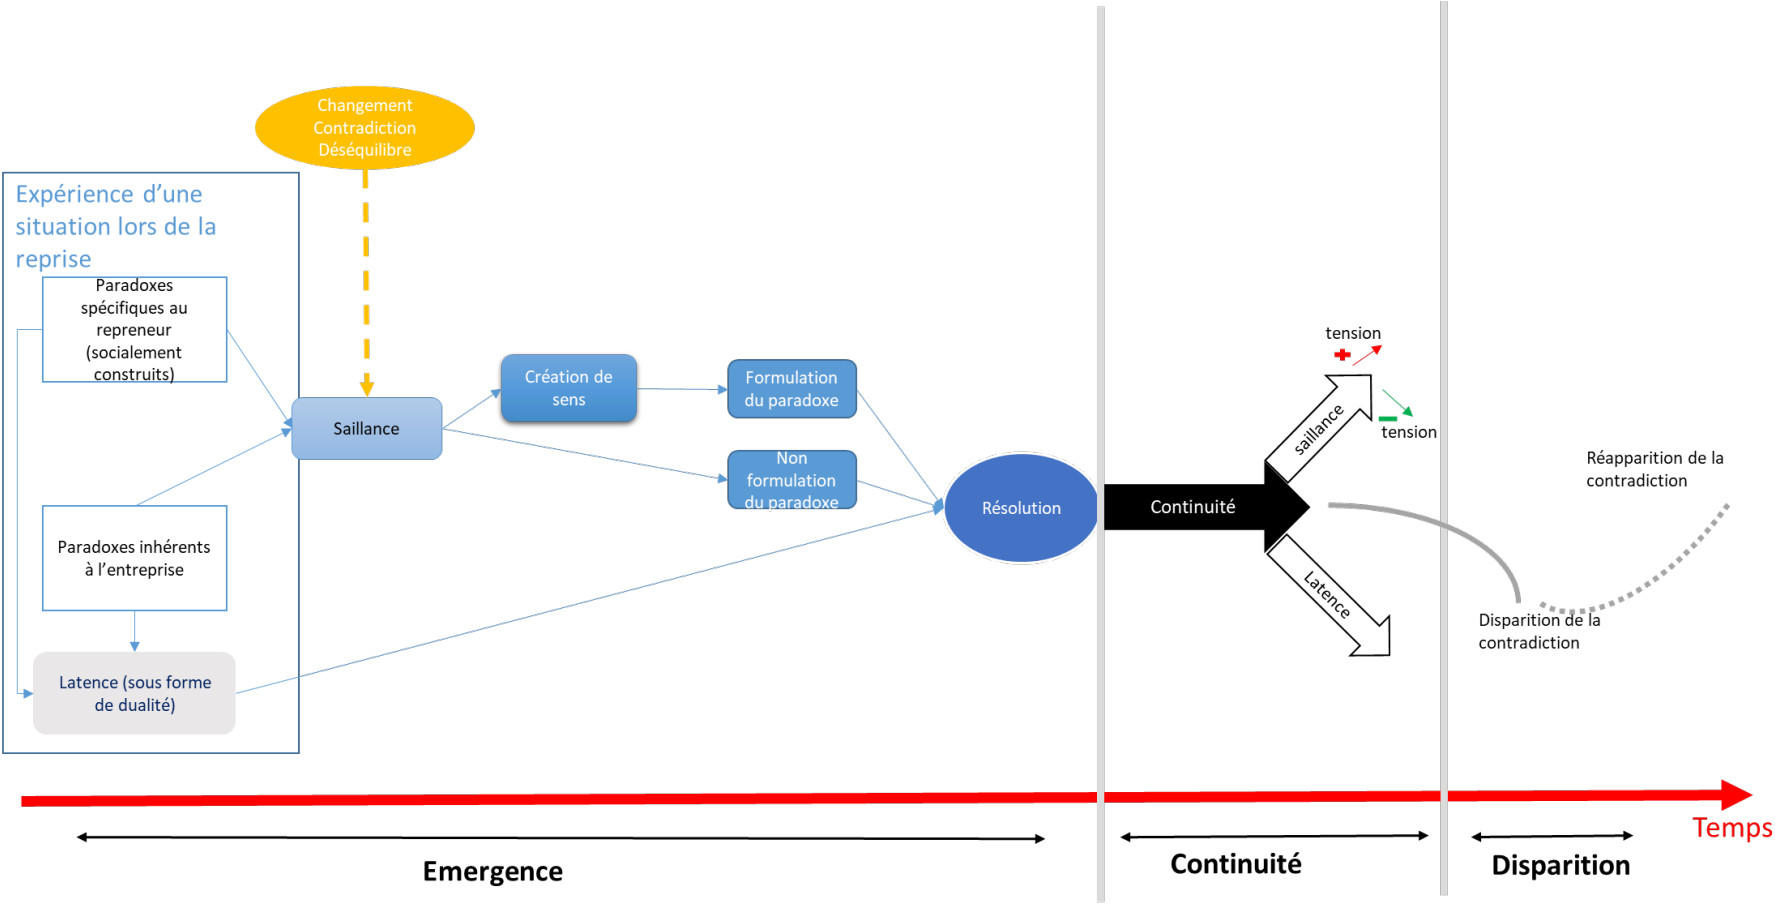 Changement
Contradiction
Déséquilibre
Expérience d’une
situation lors de la
reprise
Paradoxes
spécifiques au
repreneur
(socialement
construits)
Saillance
Création de
sens
Formulation
du paradoxe
Non
formulation
du paradoxe
Paradoxes inhérents
à l’entreprise
Latence (sous forme
de dualité)
Résolution
Continuité
saillance
Latence
tension
tension
Réapparition de la
contradiction
Disparition de la
contradiction
Temps
Emergence
Continuité
Disparition